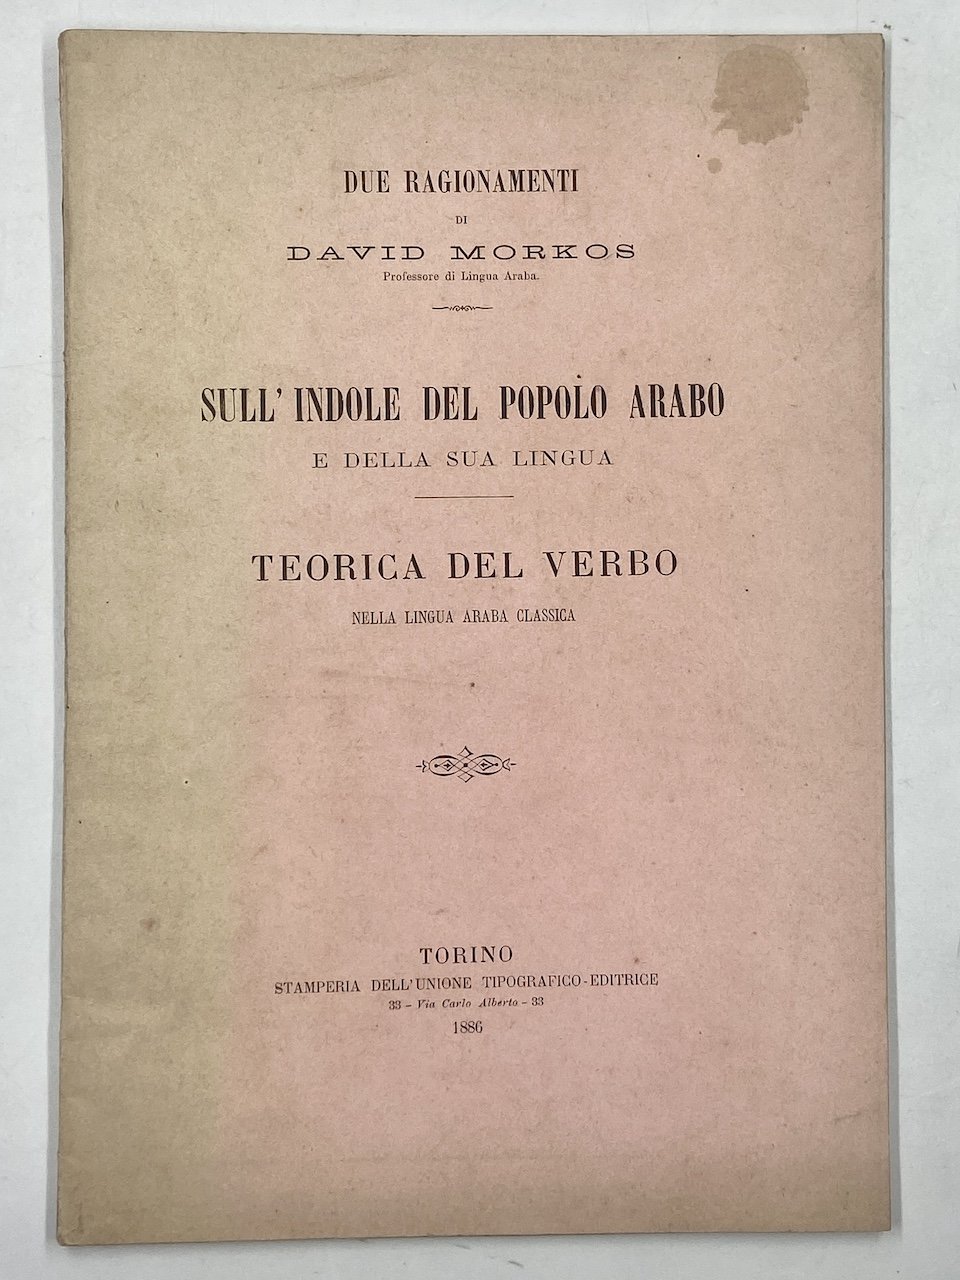 DUE RAGIONAMENTI
DI
DAVID MORKOS
Professore di Lingua Araba.
SULL' INDOLE DEL POPOLO ARABO
E DELLA SUA LINGUA
TEORICA DEL VERBO
NELLA LINGUA ARABA CLASSICA
TORINO
STAMPERIA DELL'UNIONE TIPOGRAFICO-EDITRICE
33 – Via Carlo Alberto – 33
1886